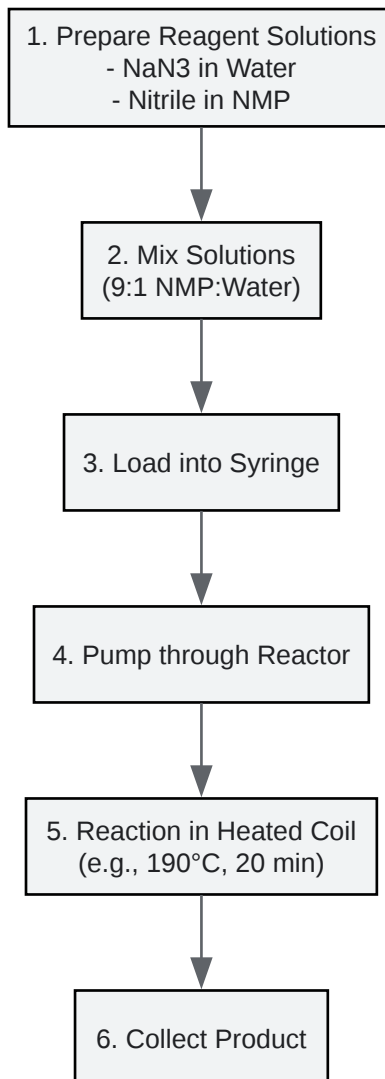 1. Prepare Reagent Solutions
- NaN3 in Water
- Nitrile in NMP
2. Mix Solutions
(9:1 NMP:Water)
3. Load into Syringe
4. Pump through Reactor
5. Reaction in Heated Coil
(e.g., 190°C, 20 min)
6. Collect Product